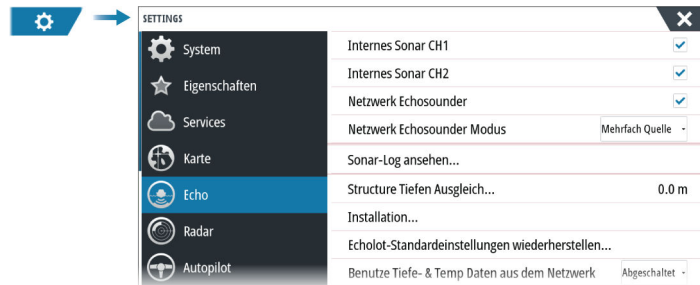 SETTINGS
System
Eigenschaften
Services
Karte
Echo
Radar
Autopilot
Internes Sonar CH1
Internes Sonar CH2
Netzwerk Echosounder
Netzwerk Echosounder Modus Mehrfach Quelle
Sonar-Log ansehen...
Structure Tiefen Ausgleich... 0.0 m
Installation...
Echolot-Standardeinstellungen wiederherstellen...
Benutze Tiefe- & Temp Daten aus dem Netzwerk Abgeschaltet